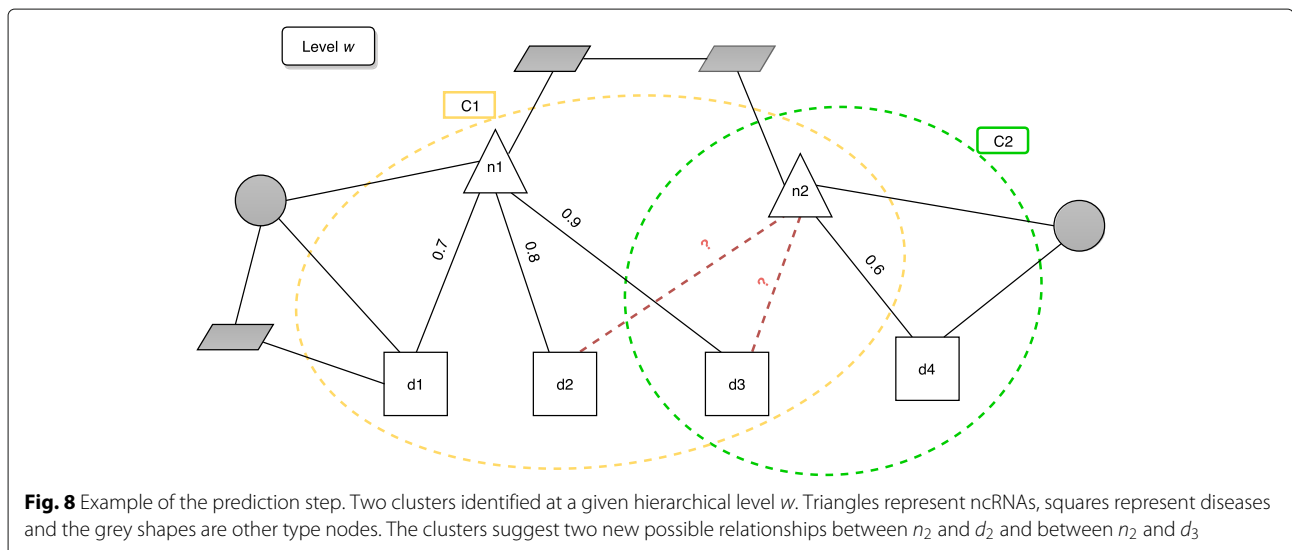 Level w
C1
C2
n1
n2
0.7
0.8
0.9
?
?
0.6
d1
d2
d3
d4
Fig. 8 Example of the prediction step. Two clusters identified at a given hierarchical level w. Triangles represent ncRNAs, squares represent diseases
and the grey shapes are other type nodes. The clusters suggest two new possible relationships between n2 and d2 and between n2 and d3